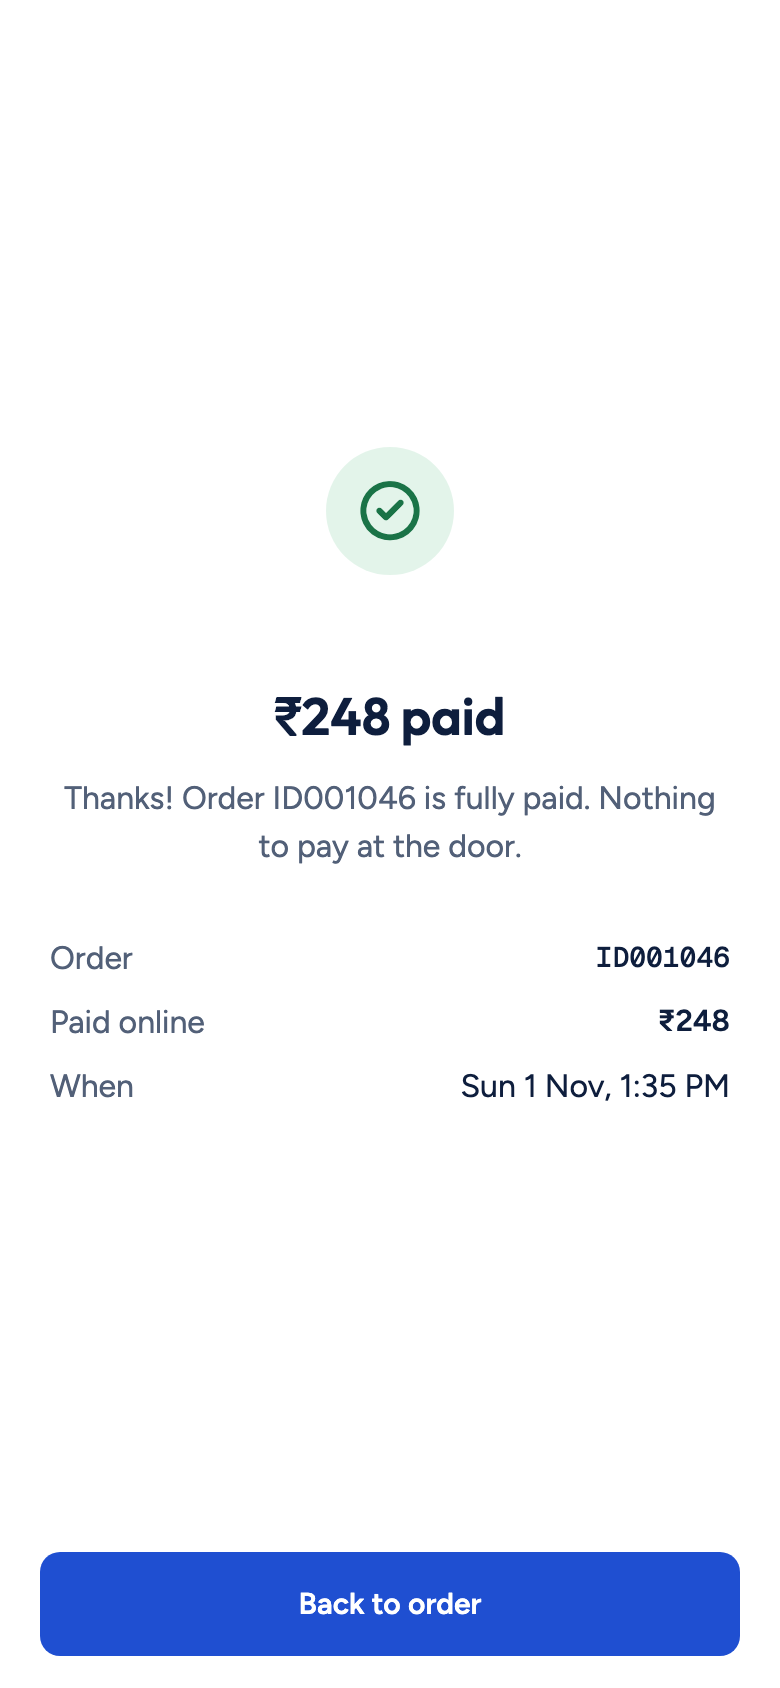 ₹248 paid
Thanks! Order ID001046 is fully paid. Nothing
to pay at the door.
Order ID001046
Paid online ₹248
When Sun 1 Nov, 1:35 PM
Back to order